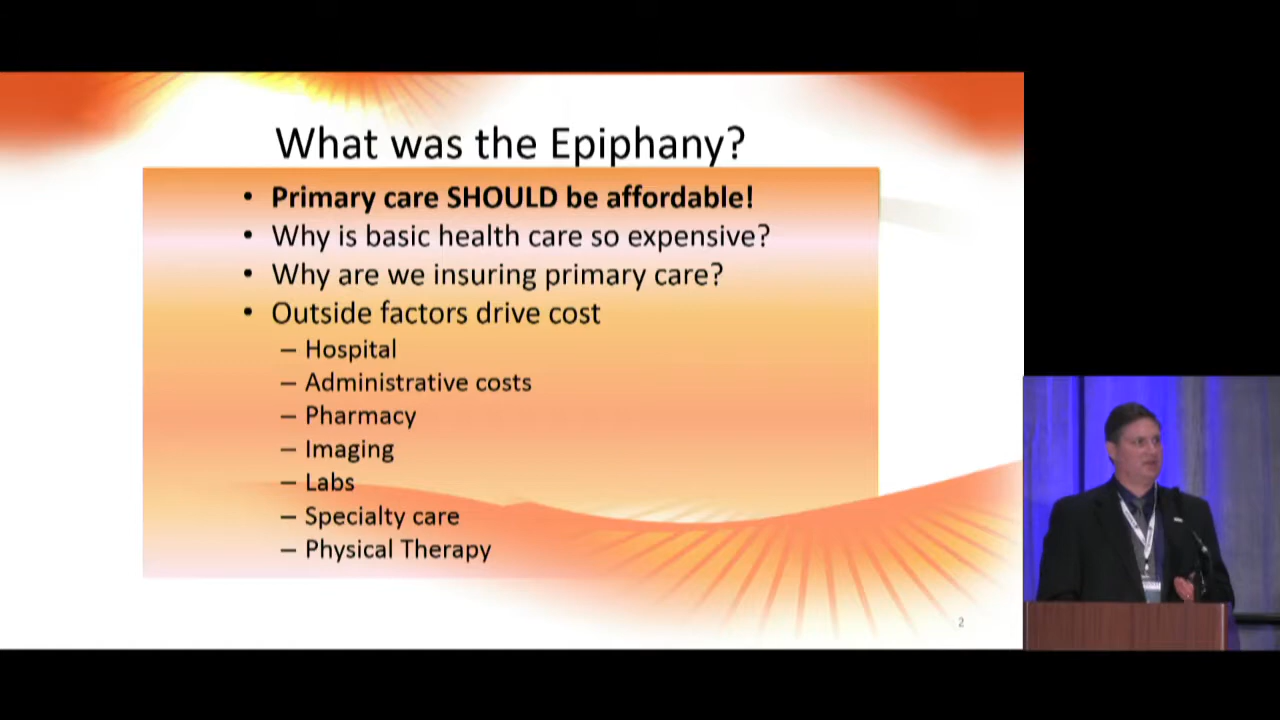 What was the Epiphany?
• Primary care SHOULD be affordable!
• Why is basic health care so expensive?
• Why are we insuring primary care?
• Outside factors drive cost
– Hospital
– Administrative costs
– Pharmacy
– Imaging
– Labs
– Specialty care
– Physical Therapy
2